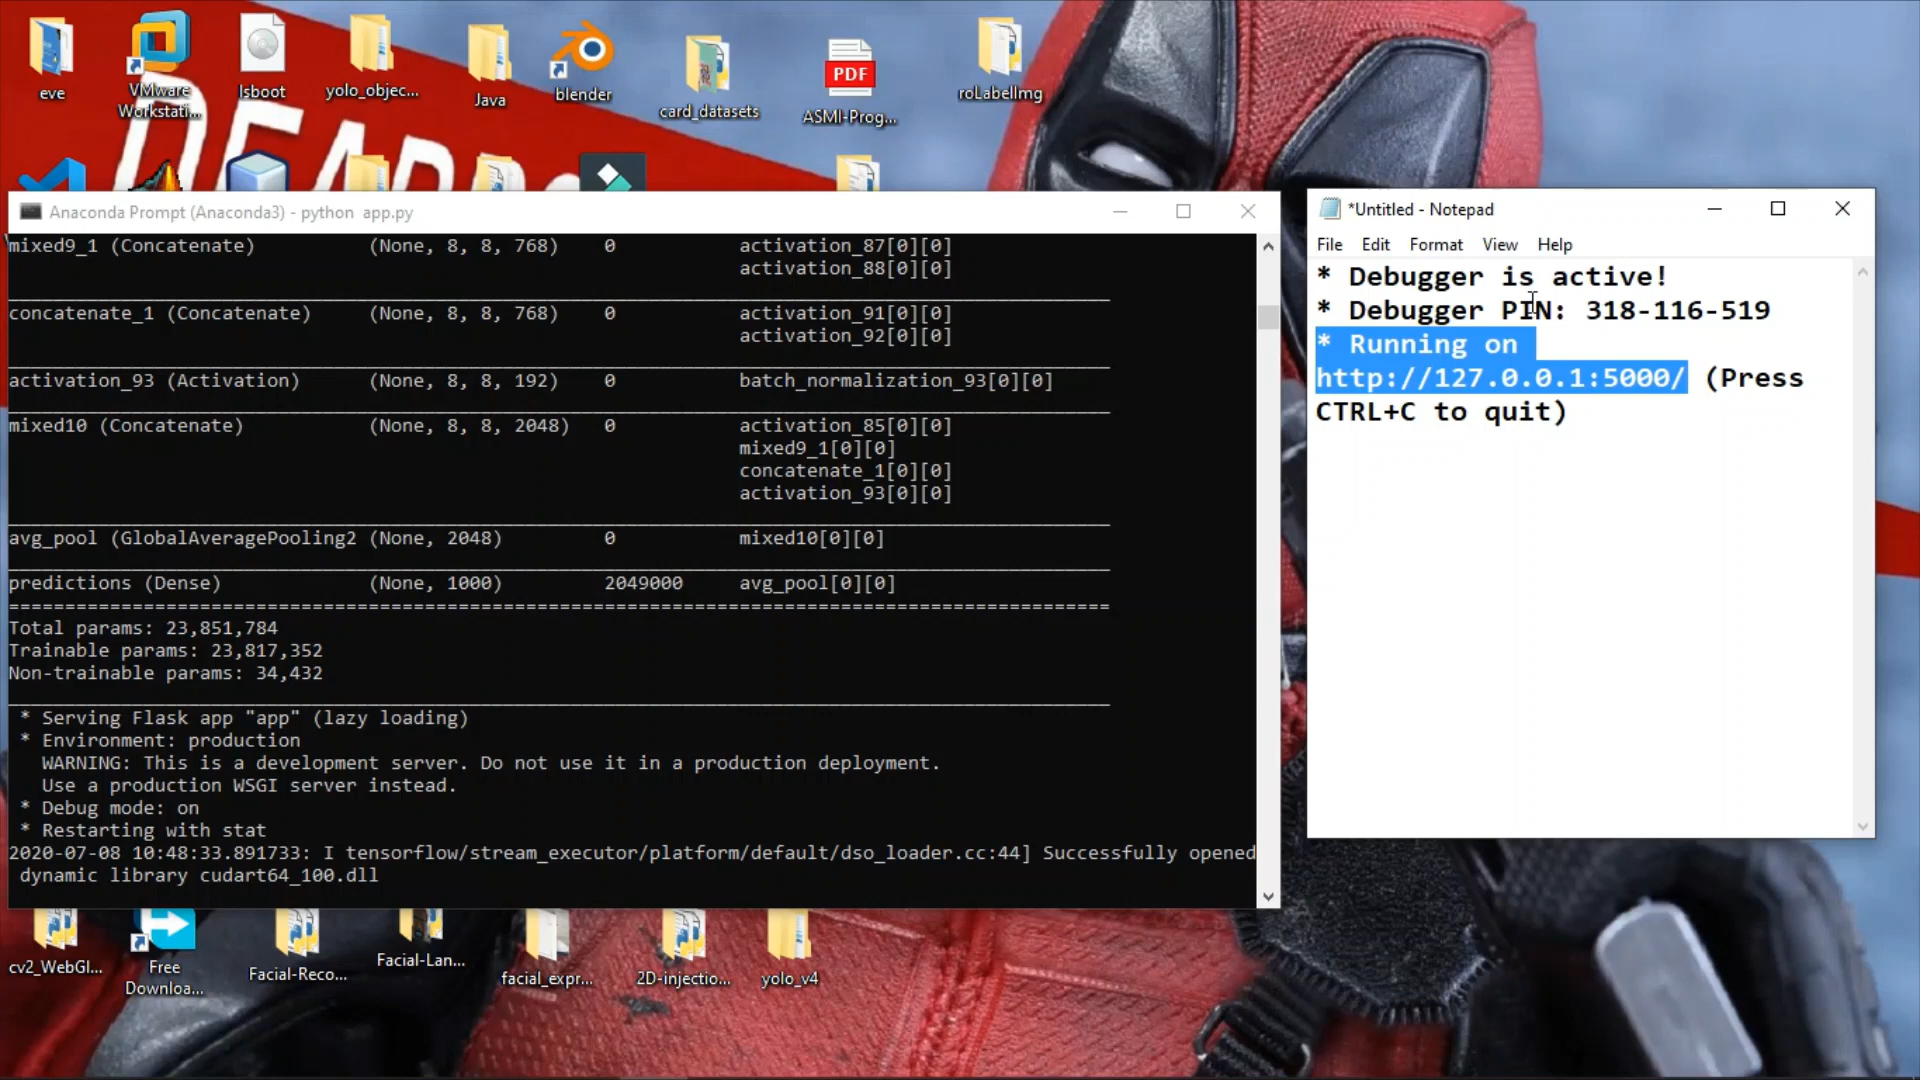 eve
VMware
Workstati...
lsboot
yolo_objec...
Java
blender
card_datasets
PDF
ASMI-Prog...
roLabelImg
Anaconda Prompt (Anaconda3) - python  app.py
mixed9_1 (Concatenate) (None, 8, 8, 768) 0 activation_87[0][0]
activation_88[0][0]
concatenate_1 (Concatenate) (None, 8, 8, 768) 0 activation_91[0][0]
activation_92[0][0]
activation_93 (Activation) (None, 8, 8, 192) 0 batch_normalization_93[0][0]
mixed10 (Concatenate) (None, 8, 8, 2048) 0 activation_85[0][0]
mixed9_1[0][0]
concatenate_1[0][0]
activation_93[0][0]
avg_pool (GlobalAveragePooling2 (None, 2048) 0 mixed10[0][0]
predictions (Dense) (None, 1000) 2049000 avg_pool[0][0]
Total params: 23,851,784
Trainable params: 23,817,352
Non-trainable params: 34,432
* Serving Flask app "app" (lazy loading)
* Environment: production
WARNING: This is a development server. Do not use it in a production deployment.
Use a production WSGI server instead.
* Debug mode: on
* Restarting with stat
2020-07-08 10:48:33.891733: I tensorflow/stream_executor/platform/default/dso_loader.cc:44] Successfully opened
dynamic library cudart64_100.dll
*Untitled - Notepad
File Edit Format View Help
* Debugger is active!
* Debugger PIN: 318-116-519
* Running on
http://127.0.0.1:5000/ (Press
CTRL+C to quit)
cv2_WebGl...
Free
Downloa...
Facial-Reco...
Facial-Lan...
facial_expr...
2D-injectio...
yolo_v4